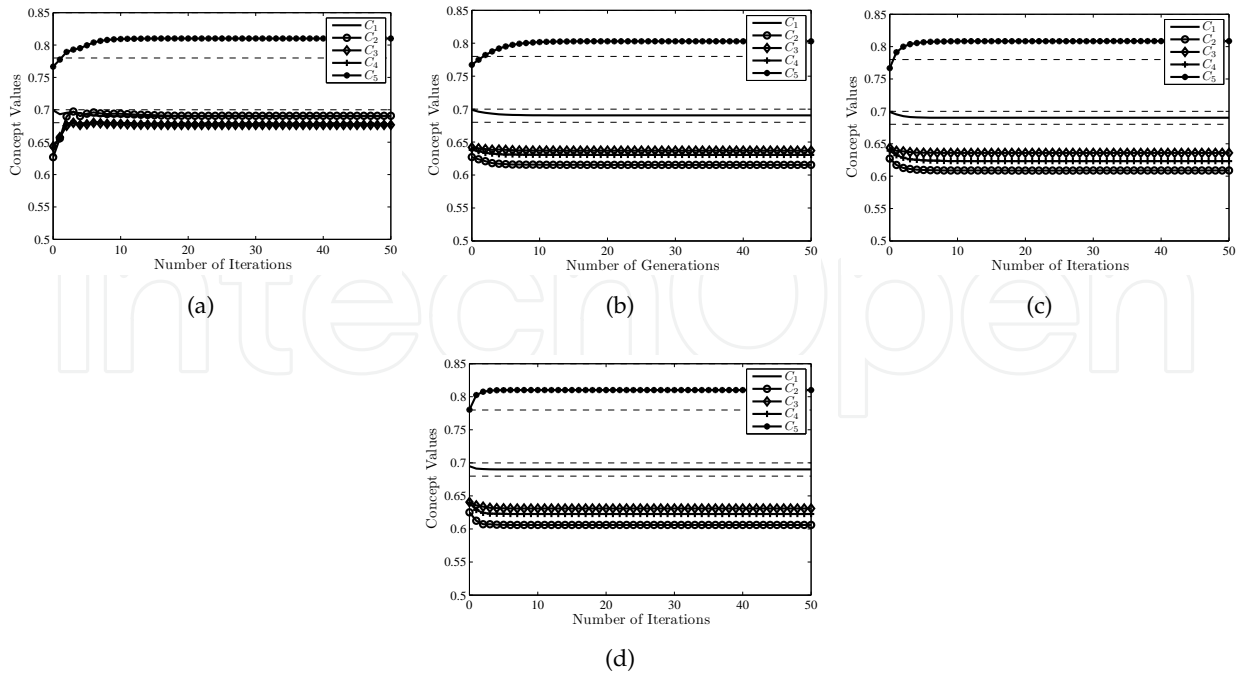 0.85
0.8
0.75
0.7
0.65
0.6
0.55
0.5
0 10 20 30 40 50
Concept Values
Number of Iterations
C1
C2
C3
C4
C5
(a)
0.85
0.8
0.75
0.7
0.65
0.6
0.55
0.5
0 10 20 30 40 50
Concept Values
Number of Generations
C1
C2
C3
C4
C5
(b)
0.85
0.8
0.75
0.7
0.65
0.6
0.55
0.5
0 10 20 30 40 50
Concept Values
Number of Iterations
C1
C2
C3
C4
C5
(c)
0.85
0.8
0.75
0.7
0.65
0.6
0.55
0.5
0 10 20 30 40 50
Concept Values
Number of Iterations
C1
C2
C3
C4
C5
(d)
IntechOpen